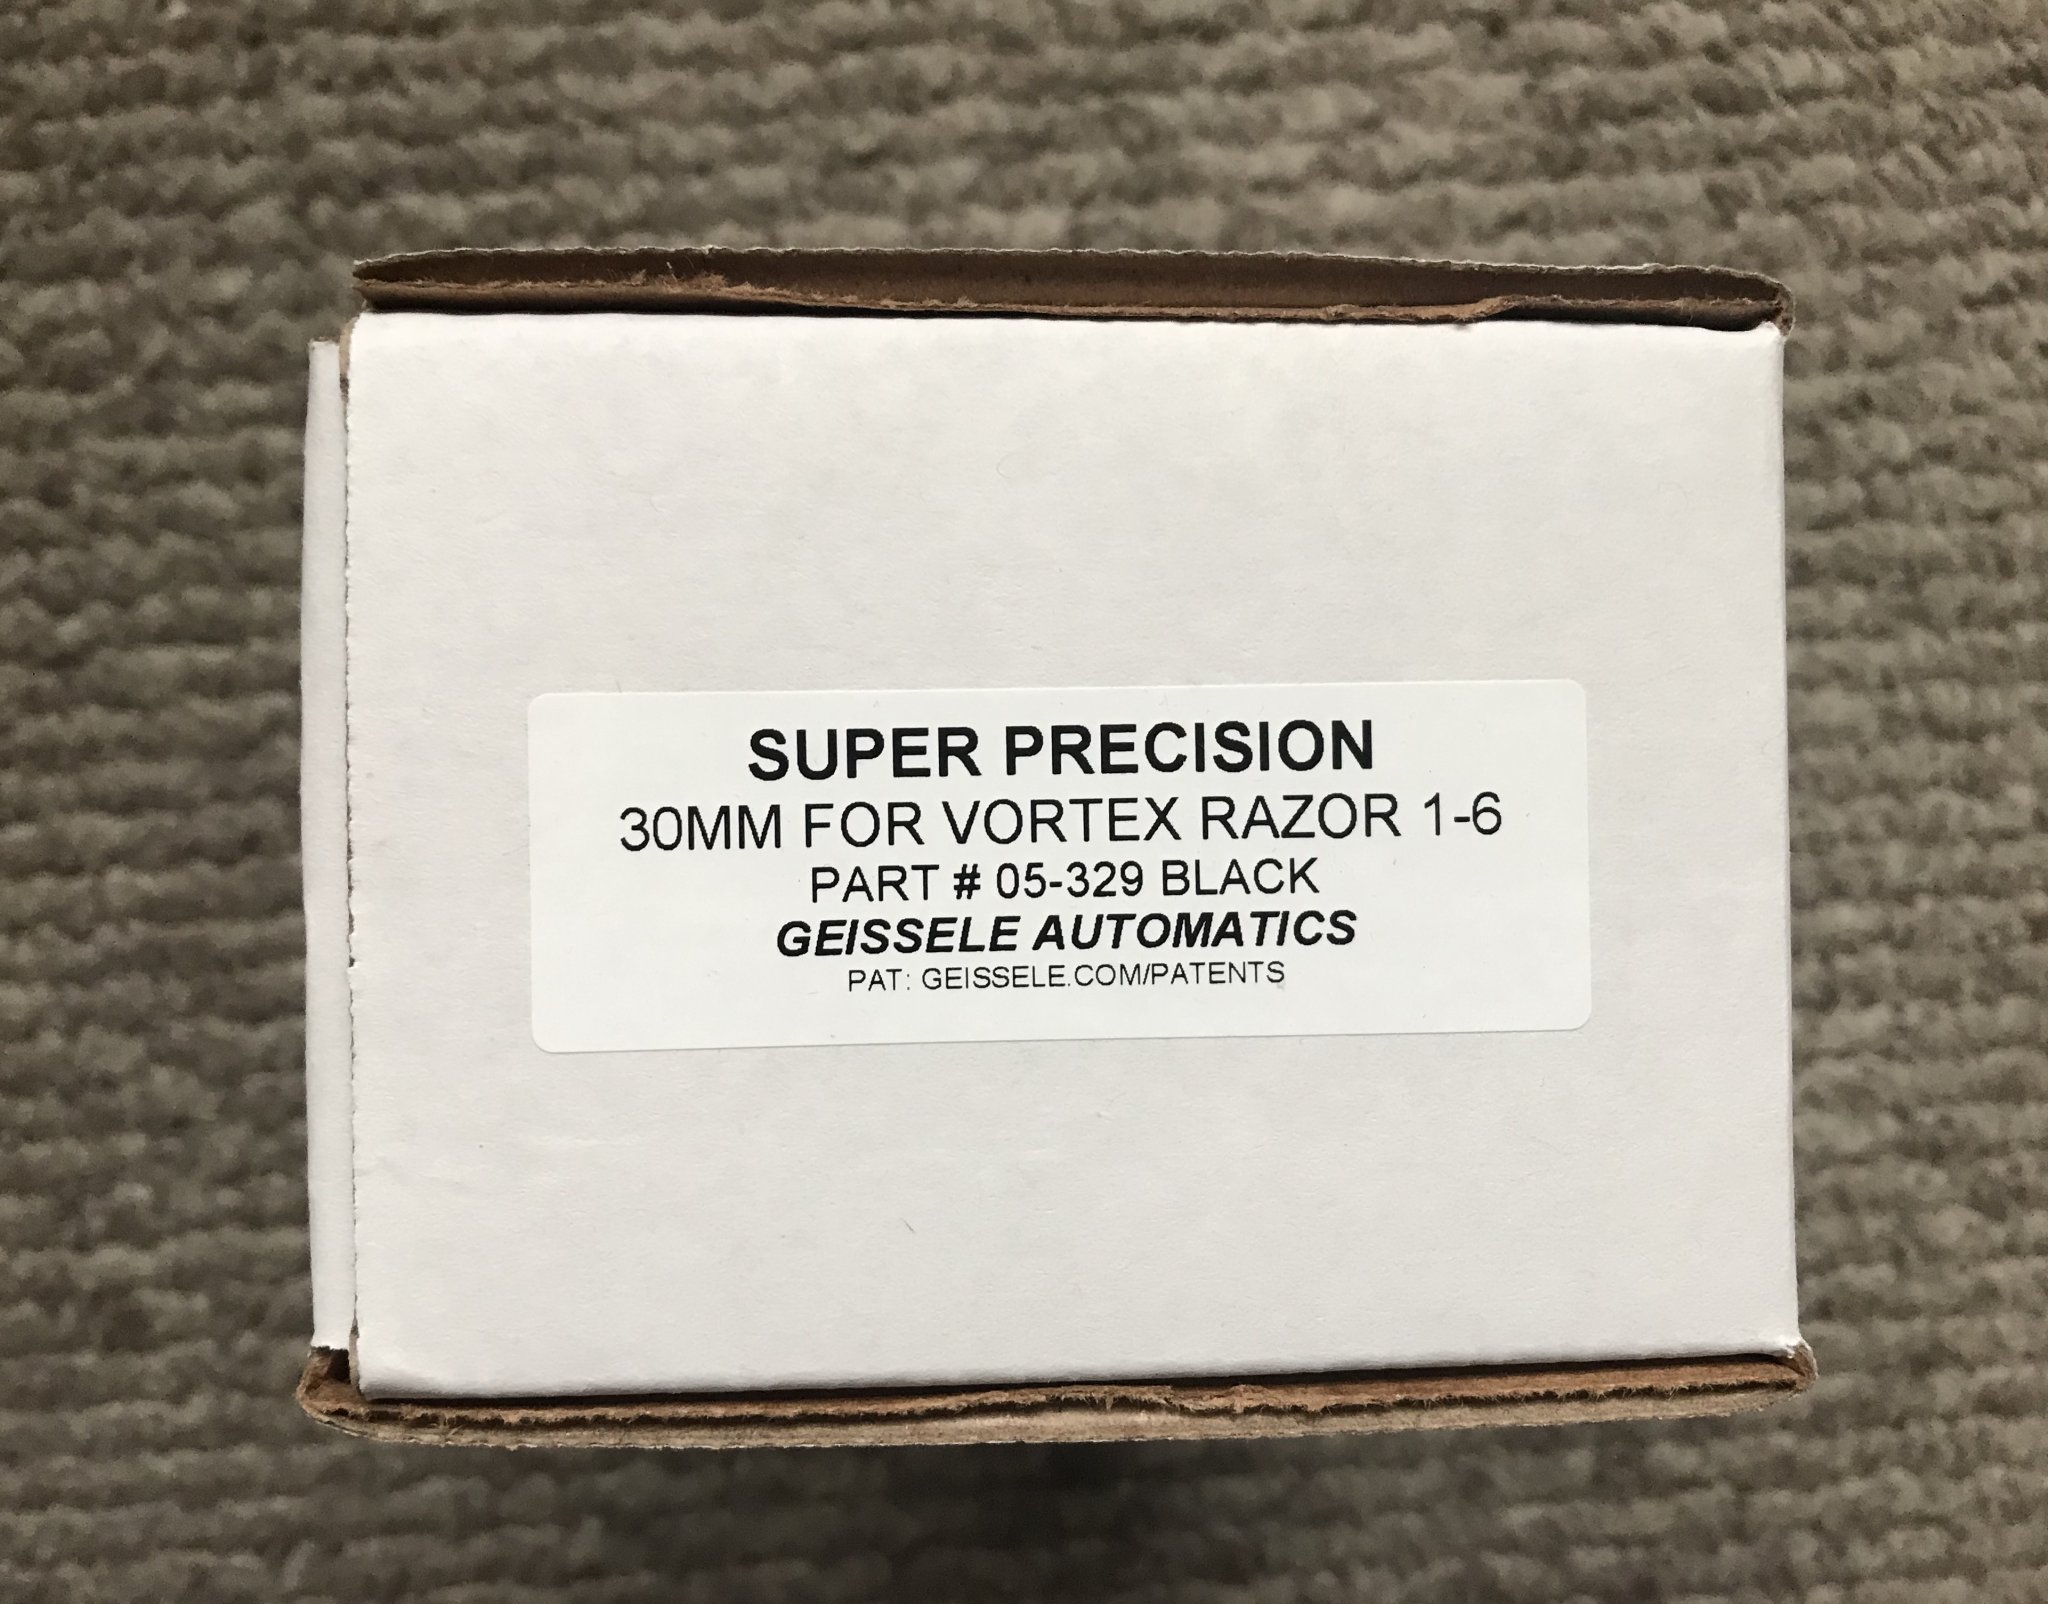 SUPER PRECISION
30MM FOR VORTEX RAZOR 1-6
PART # 05-329 BLACK
GEISSELE AUTOMATICS
PAT: GEISSELE.COM/PATENTS